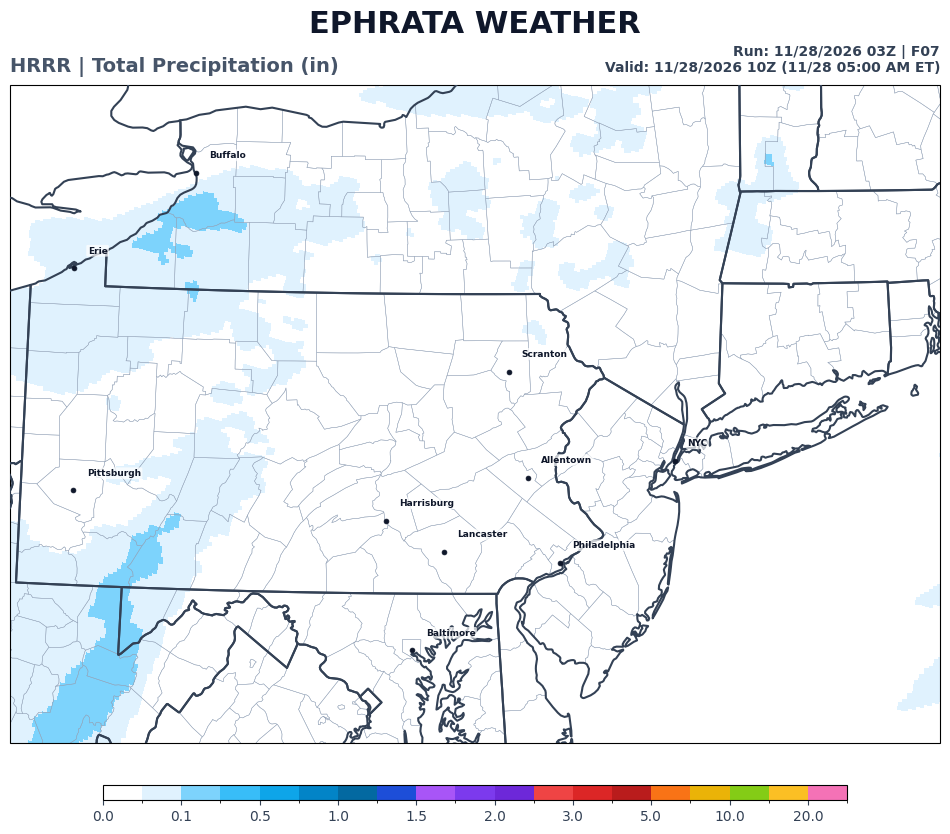 EPHRATA WEATHER
Run: 11/28/2026 03Z | F07
HRRR | Total Precipitation (in)
Valid: 11/28/2026 10Z (11/28 05:00 AM ET)
Buffalo
Erie
Scranton
NYC
Allentown
Pittsburgh
Harrisburg
Lancaster
Philadelphia
Baltimore
0.0 0.1 0.5 1.0 1.5 2.0 3.0 5.0 10.0 20.0